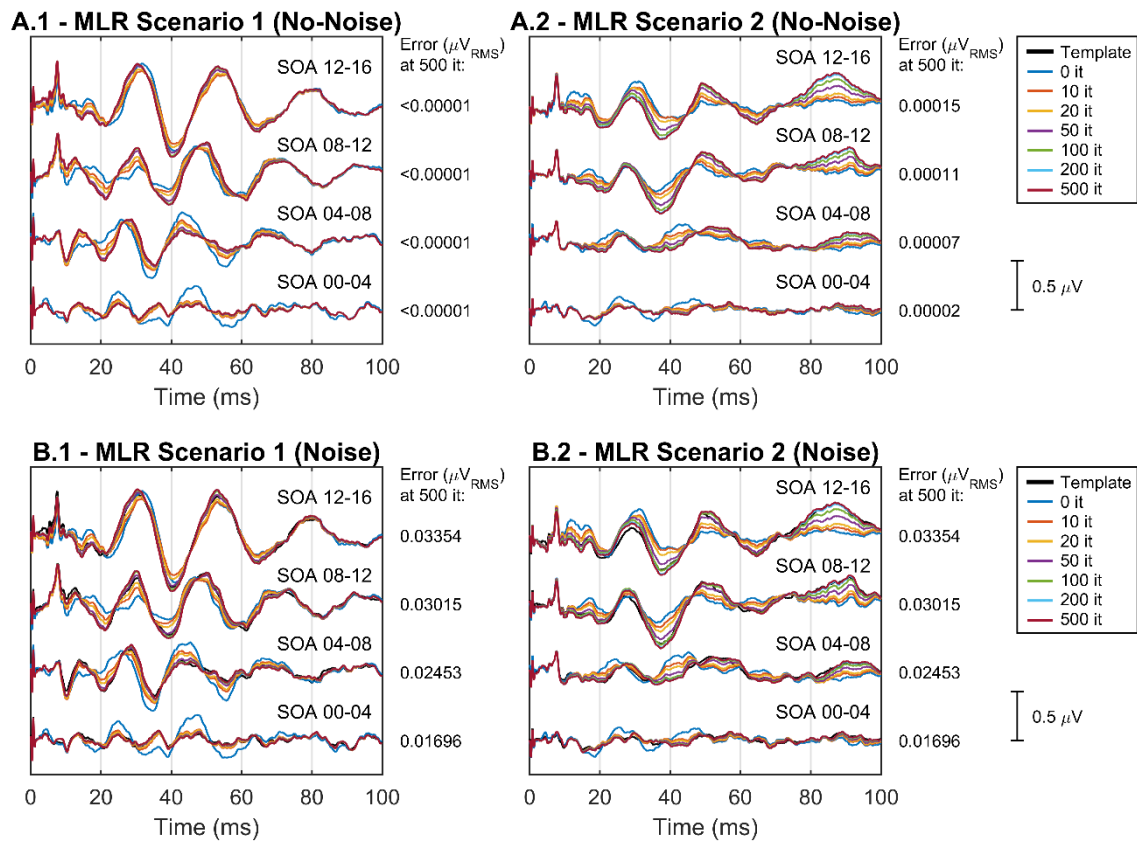 A.1 - MLR Scenario 1 (No-Noise)
Error (μV_RMS)
at 500 it:
SOA 12-16
<0.00001
SOA 08-12
<0.00001
SOA 04-08
<0.00001
SOA 00-04
<0.00001
0 20 40 60 80 100
Time (ms)
A.2 - MLR Scenario 2 (No-Noise)
Error (μV_RMS)
at 500 it:
SOA 12-16
0.00015
SOA 08-12
0.00011
SOA 04-08
0.00007
SOA 00-04
0.00002
0 20 40 60 80 100
Time (ms)
Template
0 it
10 it
20 it
50 it
100 it
200 it
500 it
0.5 μV
B.1 - MLR Scenario 1 (Noise)
Error (μV_RMS)
at 500 it:
SOA 12-16
0.03354
SOA 08-12
0.03015
SOA 04-08
0.02453
SOA 00-04
0.01696
0 20 40 60 80 100
Time (ms)
B.2 - MLR Scenario 2 (Noise)
Error (μV_RMS)
at 500 it:
SOA 12-16
0.03354
SOA 08-12
0.03015
SOA 04-08
0.02453
SOA 00-04
0.01696
0 20 40 60 80 100
Time (ms)
Template
0 it
10 it
20 it
50 it
100 it
200 it
500 it
0.5 μV